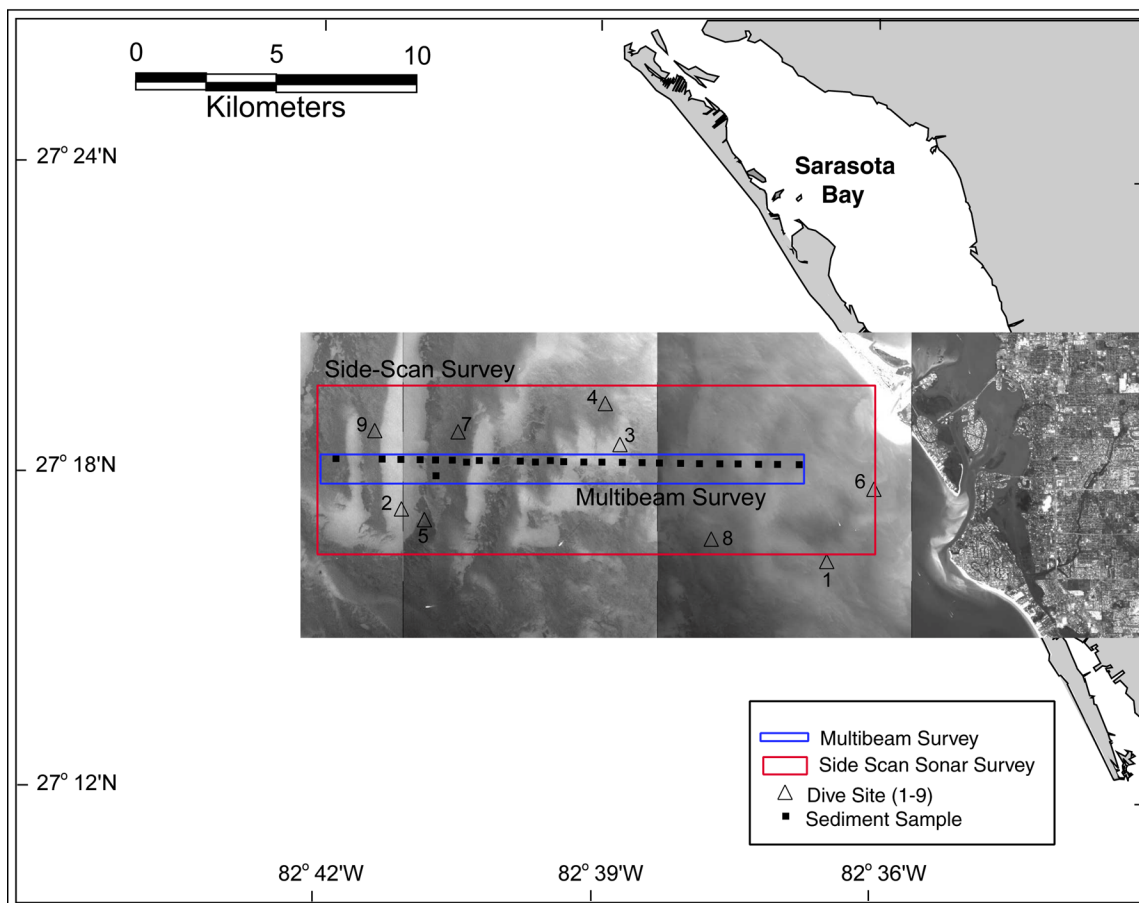 0 5 10
Kilometers
27° 24'N
Sarasota
Bay
Side-Scan Survey
4
9
7
3
27° 18'N
6
Multibeam Survey
2
5
8
1
Multibeam Survey
Side Scan Sonar Survey
Dive Site (1-9)
Sediment Sample
27° 12'N
82° 42'W 82° 39'W 82° 36'W